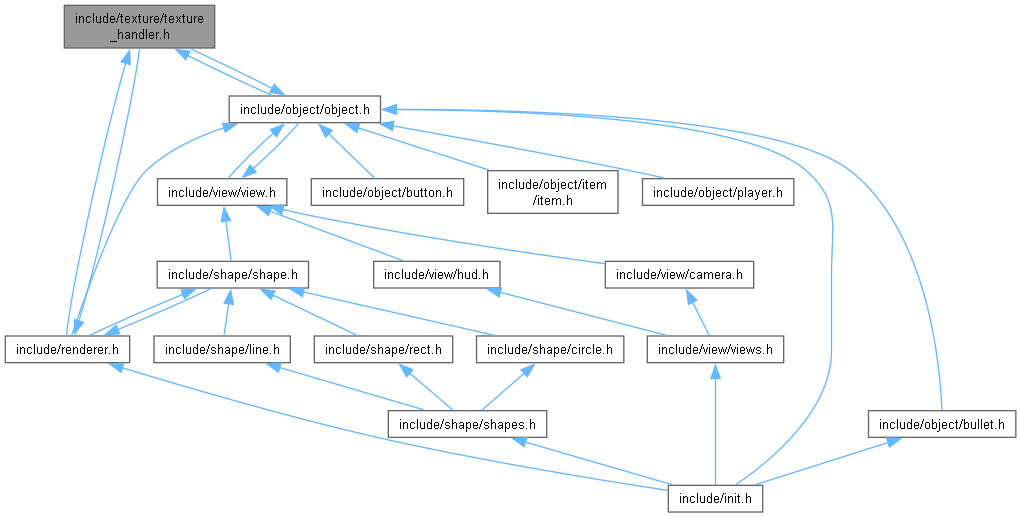 include/texture/texture
_handler.h
include/object/object.h
include/view/view.h
include/object/button.h
include/object/item
/item.h
include/object/player.h
include/shape/shape.h
include/view/hud.h
include/view/camera.h
include/renderer.h
include/shape/line.h
include/shape/rect.h
include/shape/circle.h
include/view/views.h
include/shape/shapes.h
include/object/bullet.h
include/init.h